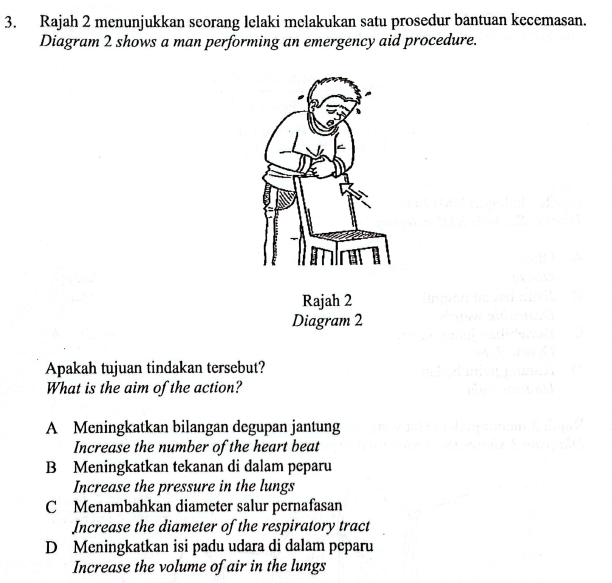 3. Rajah 2 menunjukkan seorang lelaki melakukan satu prosedur bantuan kecemasan.
Diagram 2 shows a man performing an emergency aid procedure.
Rajah 2
Diagram 2
Apakah tujuan tindakan tersebut?
What is the aim of the action?
A Meningkatkan bilangan degupan jantung
Increase the number of the heart beat
B Meningkatkan tekanan di dalam peparu
Increase the pressure in the lungs
C Menambahkan diameter salur pernafasan
Increase the diameter of the respiratory tract
D Meningkatkan isi padu udara di dalam peparu
Increase the volume of air in the lungs